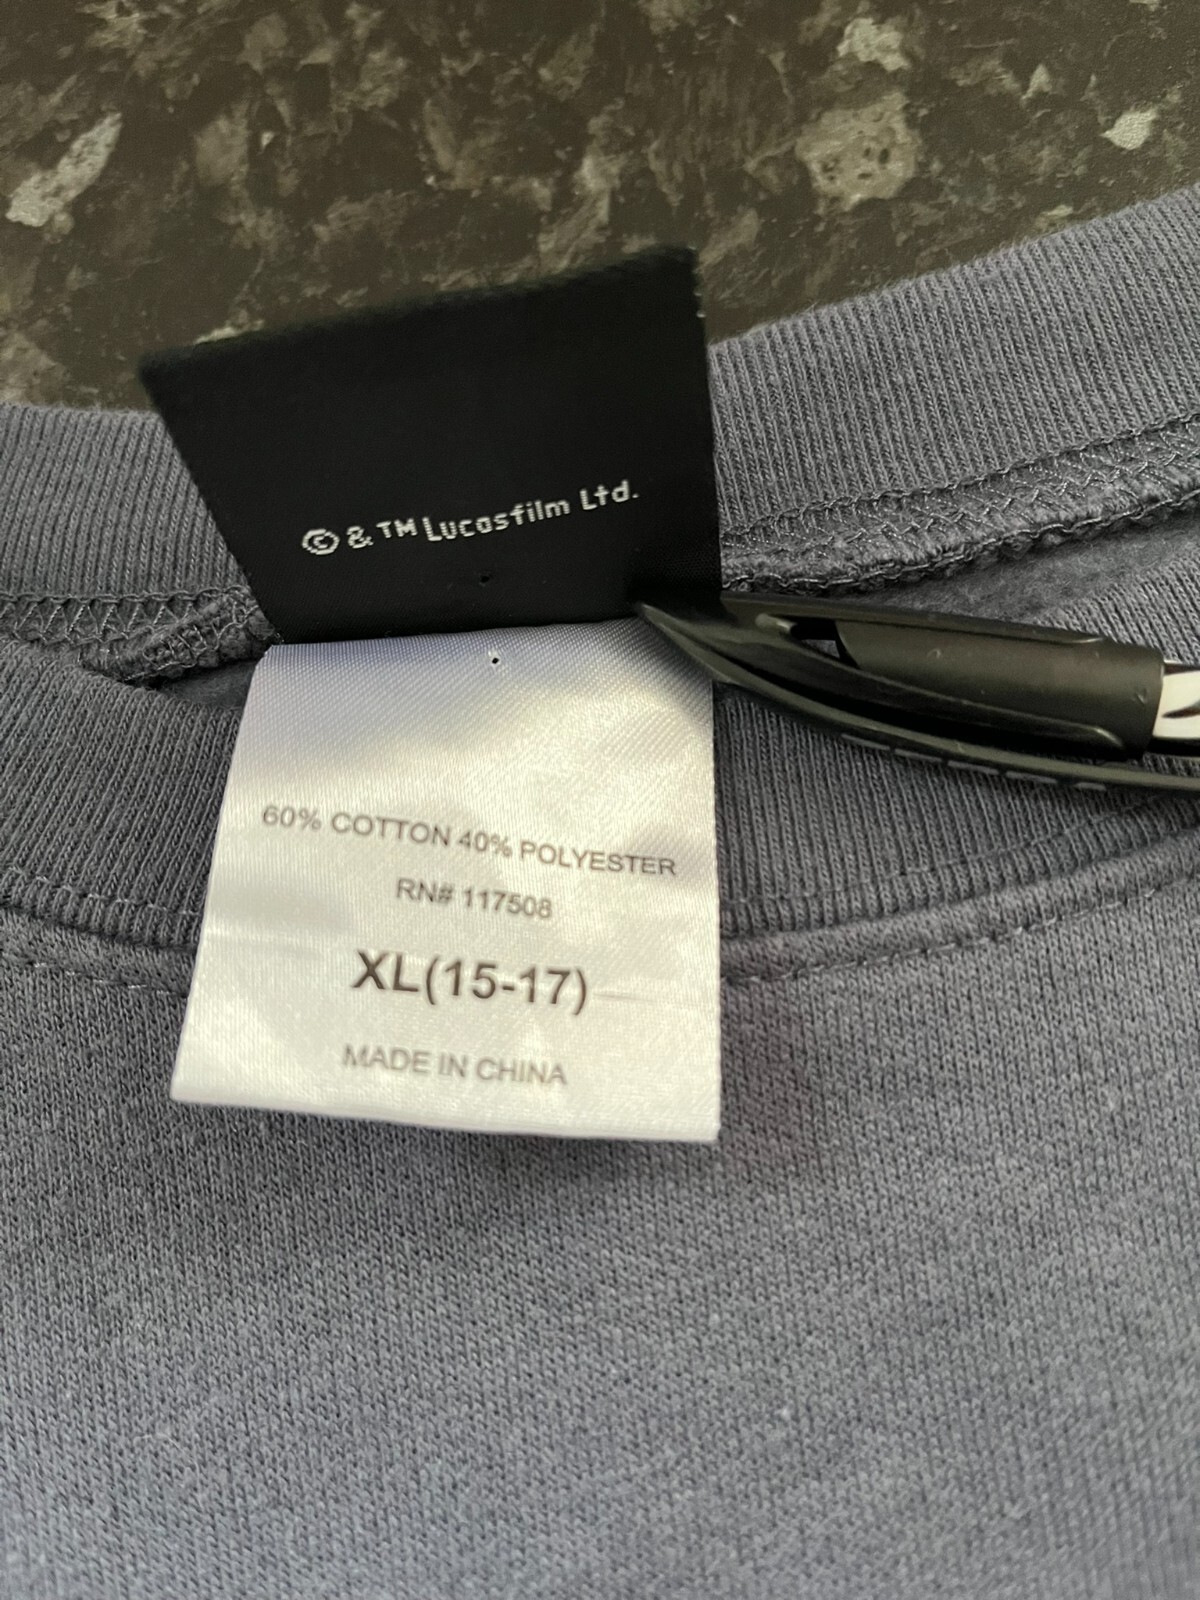 © & ™ Lucasfilm Ltd.
60% COTTON 40% POLYESTER
RN# 117508
XL(15-17)
MADE IN CHINA